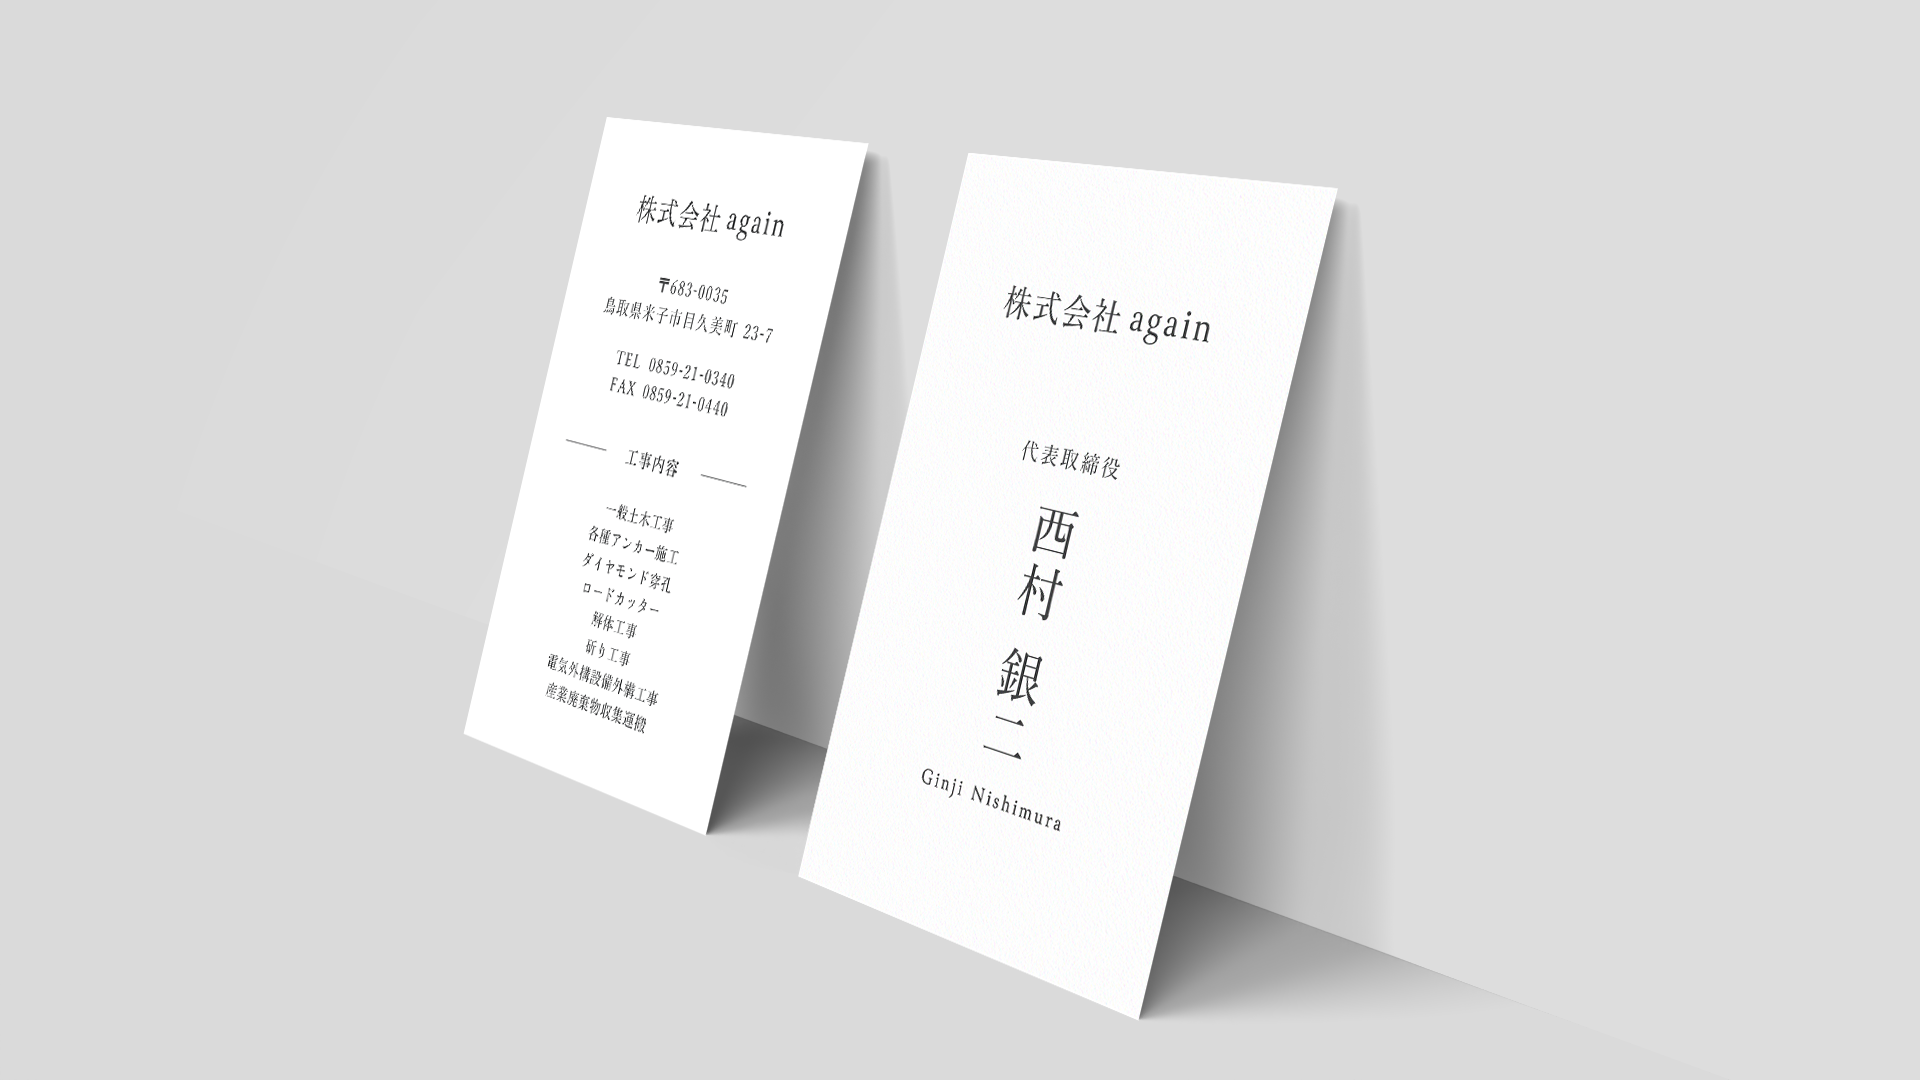 株式会社 again
〒683-0035
鳥取県米子市目久美町 23-7
TEL 0859-21-0340
FAX 0859-21-0440
工事内容
一般土木工事
各種アンカー施工
ダイヤモンド穿孔
ロードカッター
解体工事
斫り工事
電気外構設備外構工事
産業廃棄物収集運搬
株式会社 again
代表取締役
西村 銀二
Ginji Nishimura